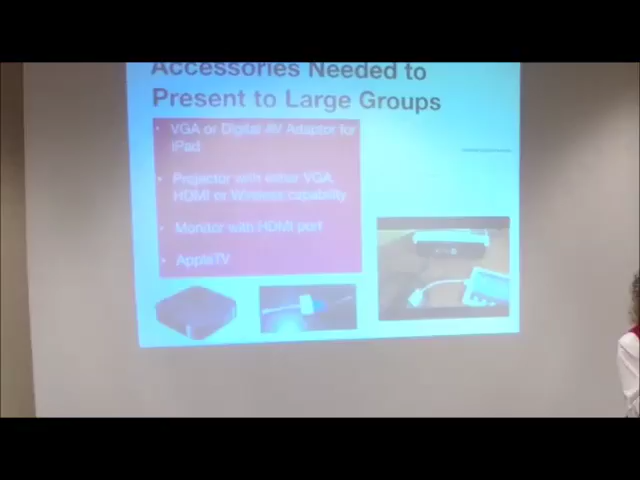 Accessories Needed to
Present to Large Groups
• VGA or Digital AV Adaptor for
iPad
• Projector with either VGA,
HDMI or Wireless capability
• Monitor with HDMI port
• AppleTV